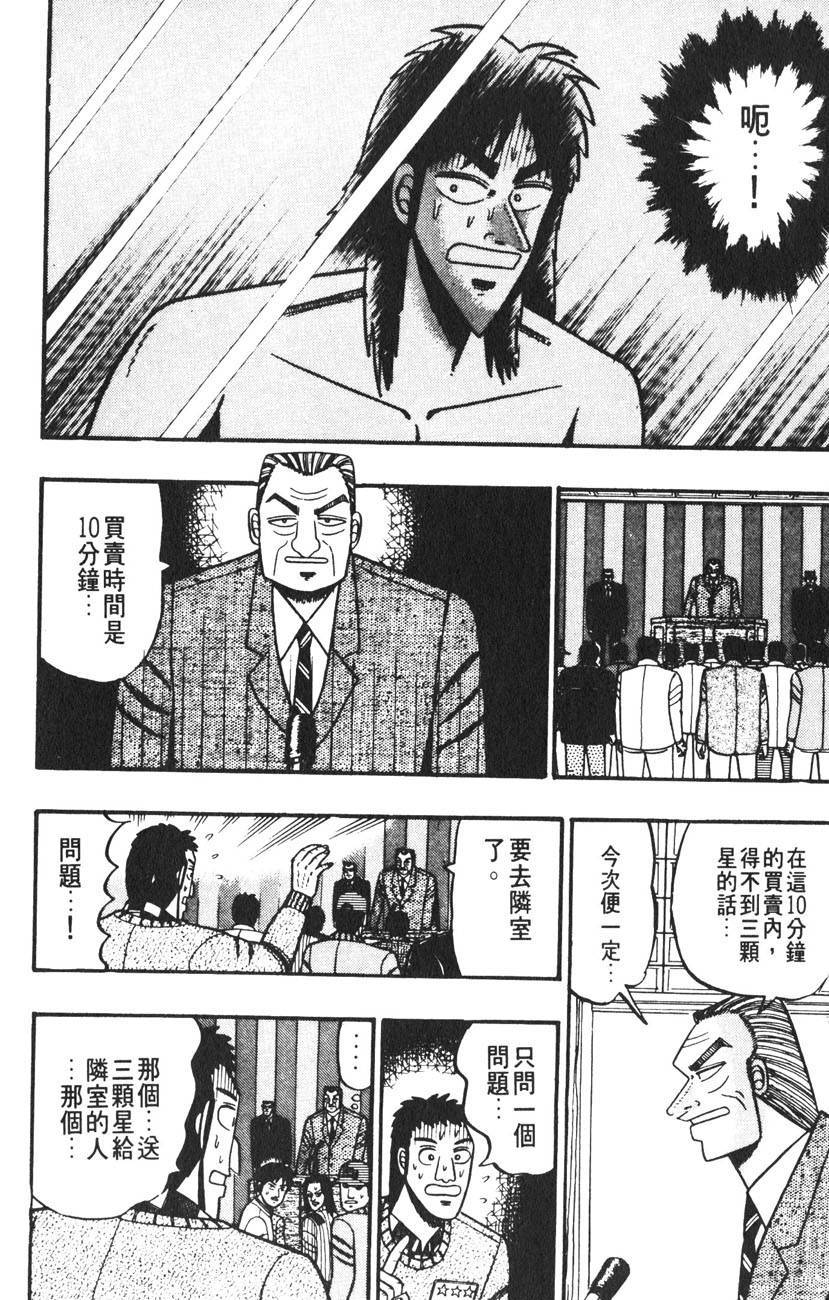 呃…!
買賣時間是
10分鐘…
在這10分鐘
的買賣內，
得不到三顆
星的話…
今次便一定…
要去隣室
了。
問題…!
只問一個
問題…
…
那個…送
三顆星給
隣室的人
…那個…